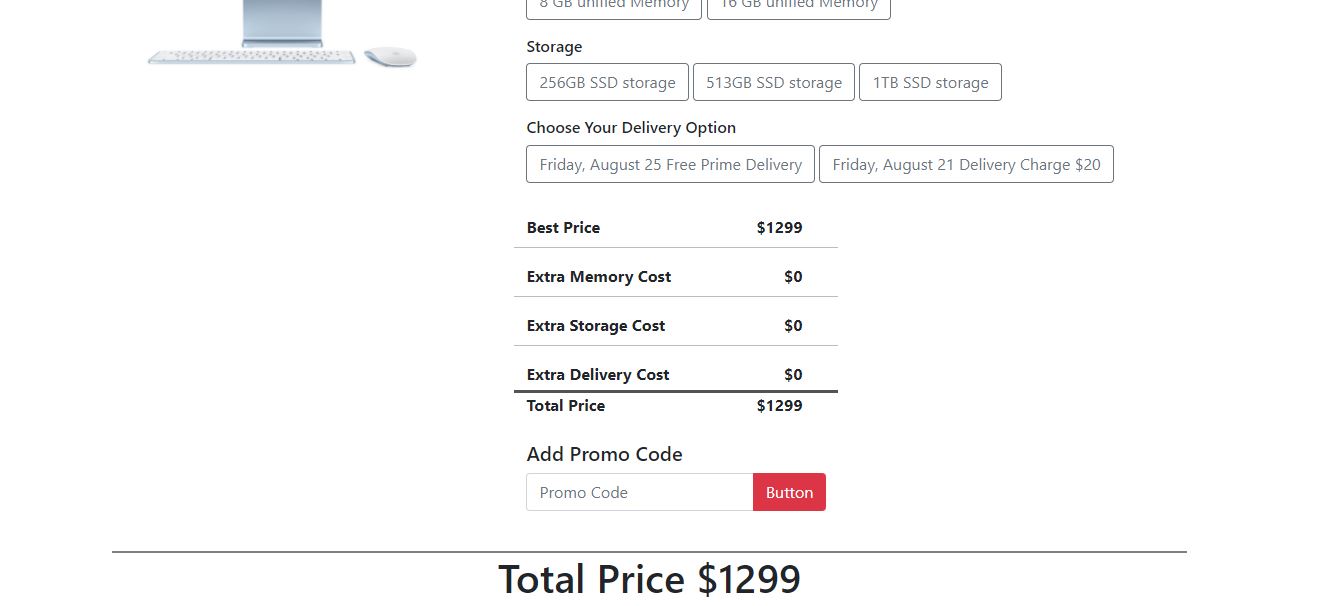 8 GB unified Memory 16 GB unified Memory
Storage
256GB SSD storage 513GB SSD storage 1TB SSD storage
Choose Your Delivery Option
Friday, August 25 Free Prime Delivery Friday, August 21 Delivery Charge $20
Best Price $1299
Extra Memory Cost $0
Extra Storage Cost $0
Extra Delivery Cost $0
Total Price $1299
Add Promo Code
Promo Code Button
Total Price $1299